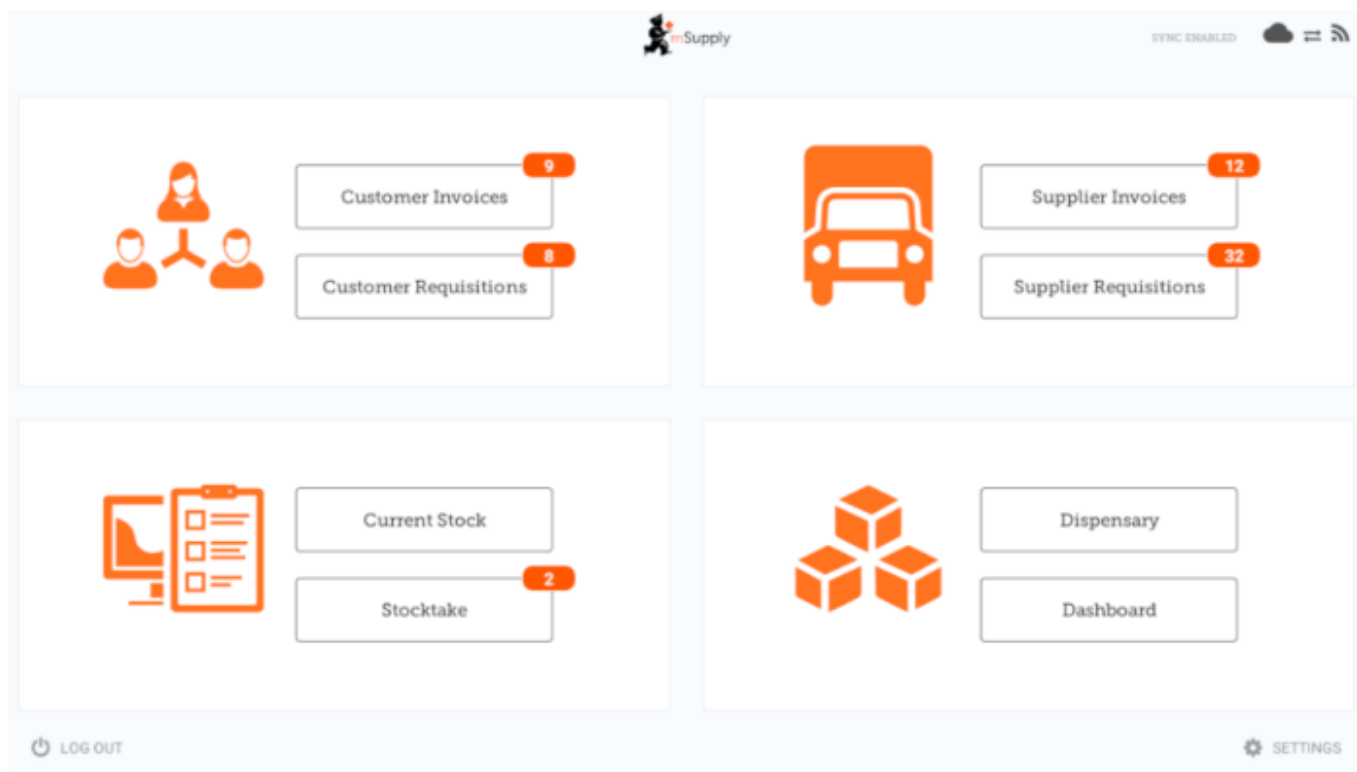 mSupply
SYNC ENABLED
9
Customer Invoices
8
Customer Requisitions
12
Supplier Invoices
32
Supplier Requisitions
Current Stock
2
Stocktake
Dispensary
Dashboard
LOG OUT
SETTINGS